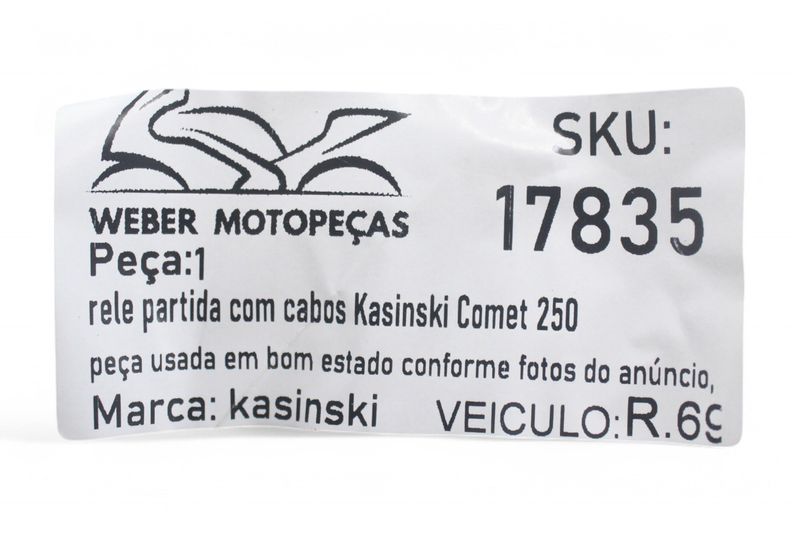 WEBER MOTOPEÇAS
SKU:
17835
Peça:1
rele partida com cabos Kasinski Comet 250
peça usada em bom estado conforme fotos do anúncio,
Marca: kasinski
VEICULO:R.69